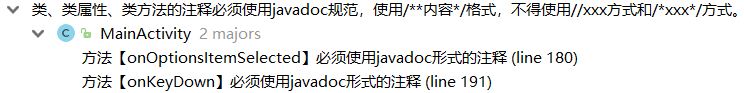 类、类属性、类方法的注释必须使用javadoc规范，使用/**内容*/格式，不得使用//xxx方式和/*xxx*/方式。
C MainActivity 2 majors
方法【onOptionsItemSelected】必须使用javadoc形式的注释 (line 180)
方法【onKeyDown】必须使用javadoc形式的注释 (line 191)